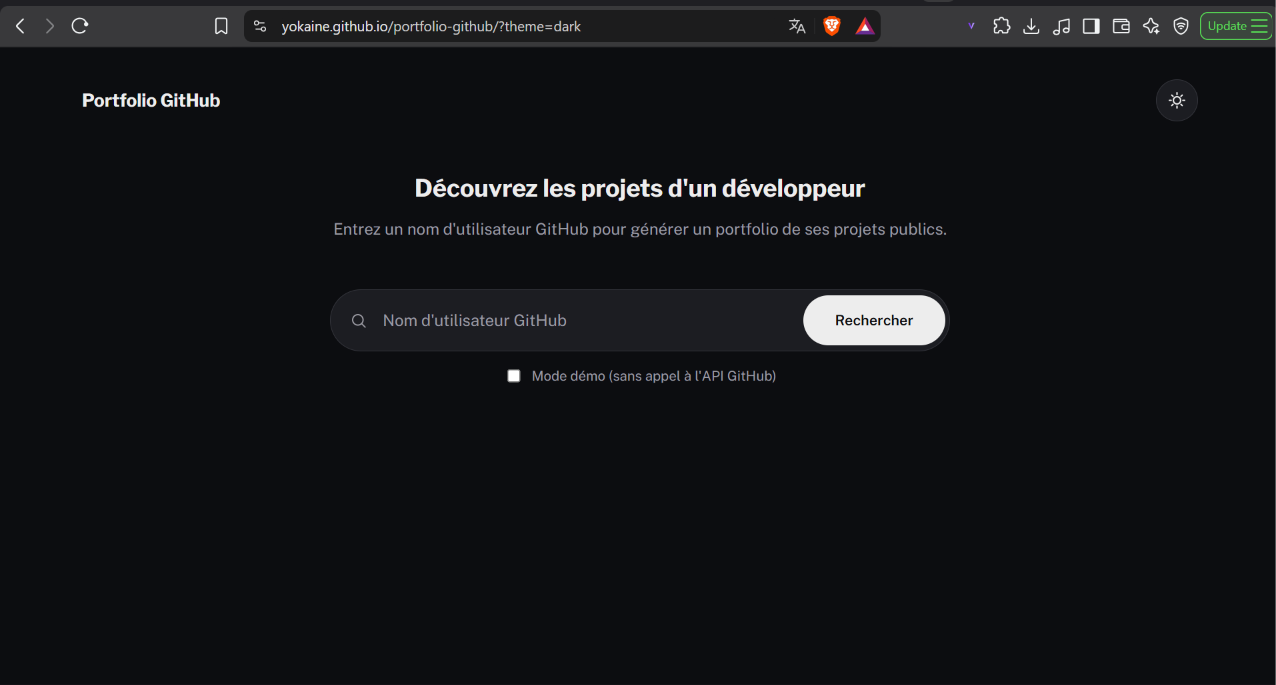 yokaine.github.io/portfolio-github/?theme=dark
Update
Portfolio GitHub
Découvrez les projets d'un développeur
Entrez un nom d'utilisateur GitHub pour générer un portfolio de ses projets publics.
Nom d'utilisateur GitHub
Rechercher
Mode démo (sans appel à l'API GitHub)